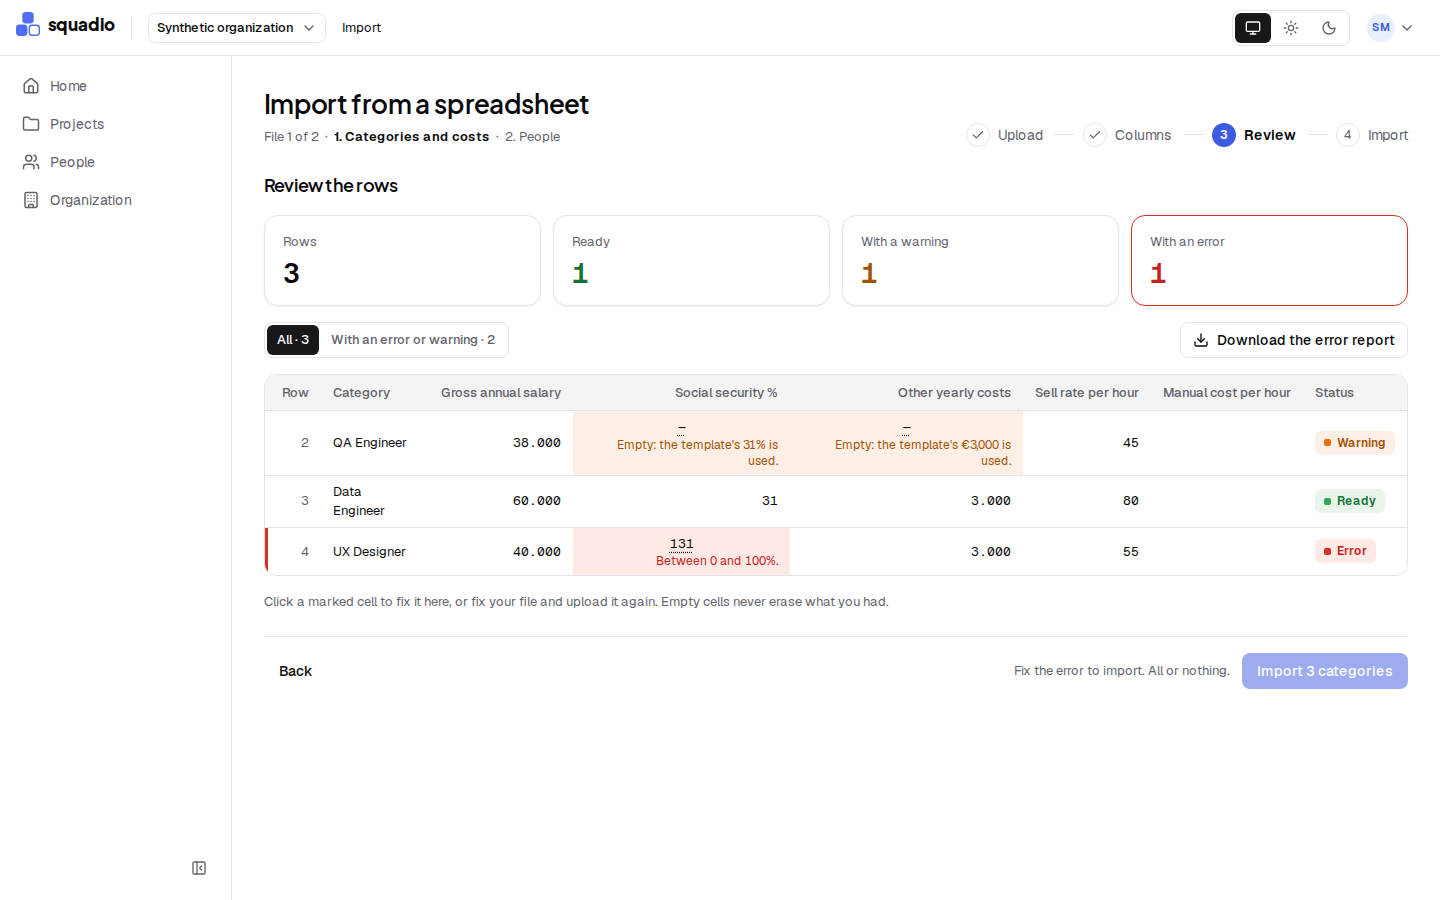 squadio
Synthetic organization
Import
SM
Home
Projects
People
Organization
Import from a spreadsheet
File 1 of 2 · 1. Categories and costs · 2. People
Upload
Columns
3 Review
4 Import
Review the rows
Rows
3
Ready
1
With a warning
1
With an error
1
All · 3
With an error or warning · 2
Download the error report
Row Category Gross annual salary Social security % Other yearly costs Sell rate per hour Manual cost per hour Status
2 QA Engineer 38.000 – Empty: the template's 31% is used. – Empty: the template's €3,000 is used. 45 Warning
3 Data Engineer 60.000 31 3.000 80 Ready
4 UX Designer 40.000 131 Between 0 and 100%. 3.000 55 Error
Click a marked cell to fix it here, or fix your file and upload it again. Empty cells never erase what you had.
Back
Fix the error to import. All or nothing.
Import 3 categories